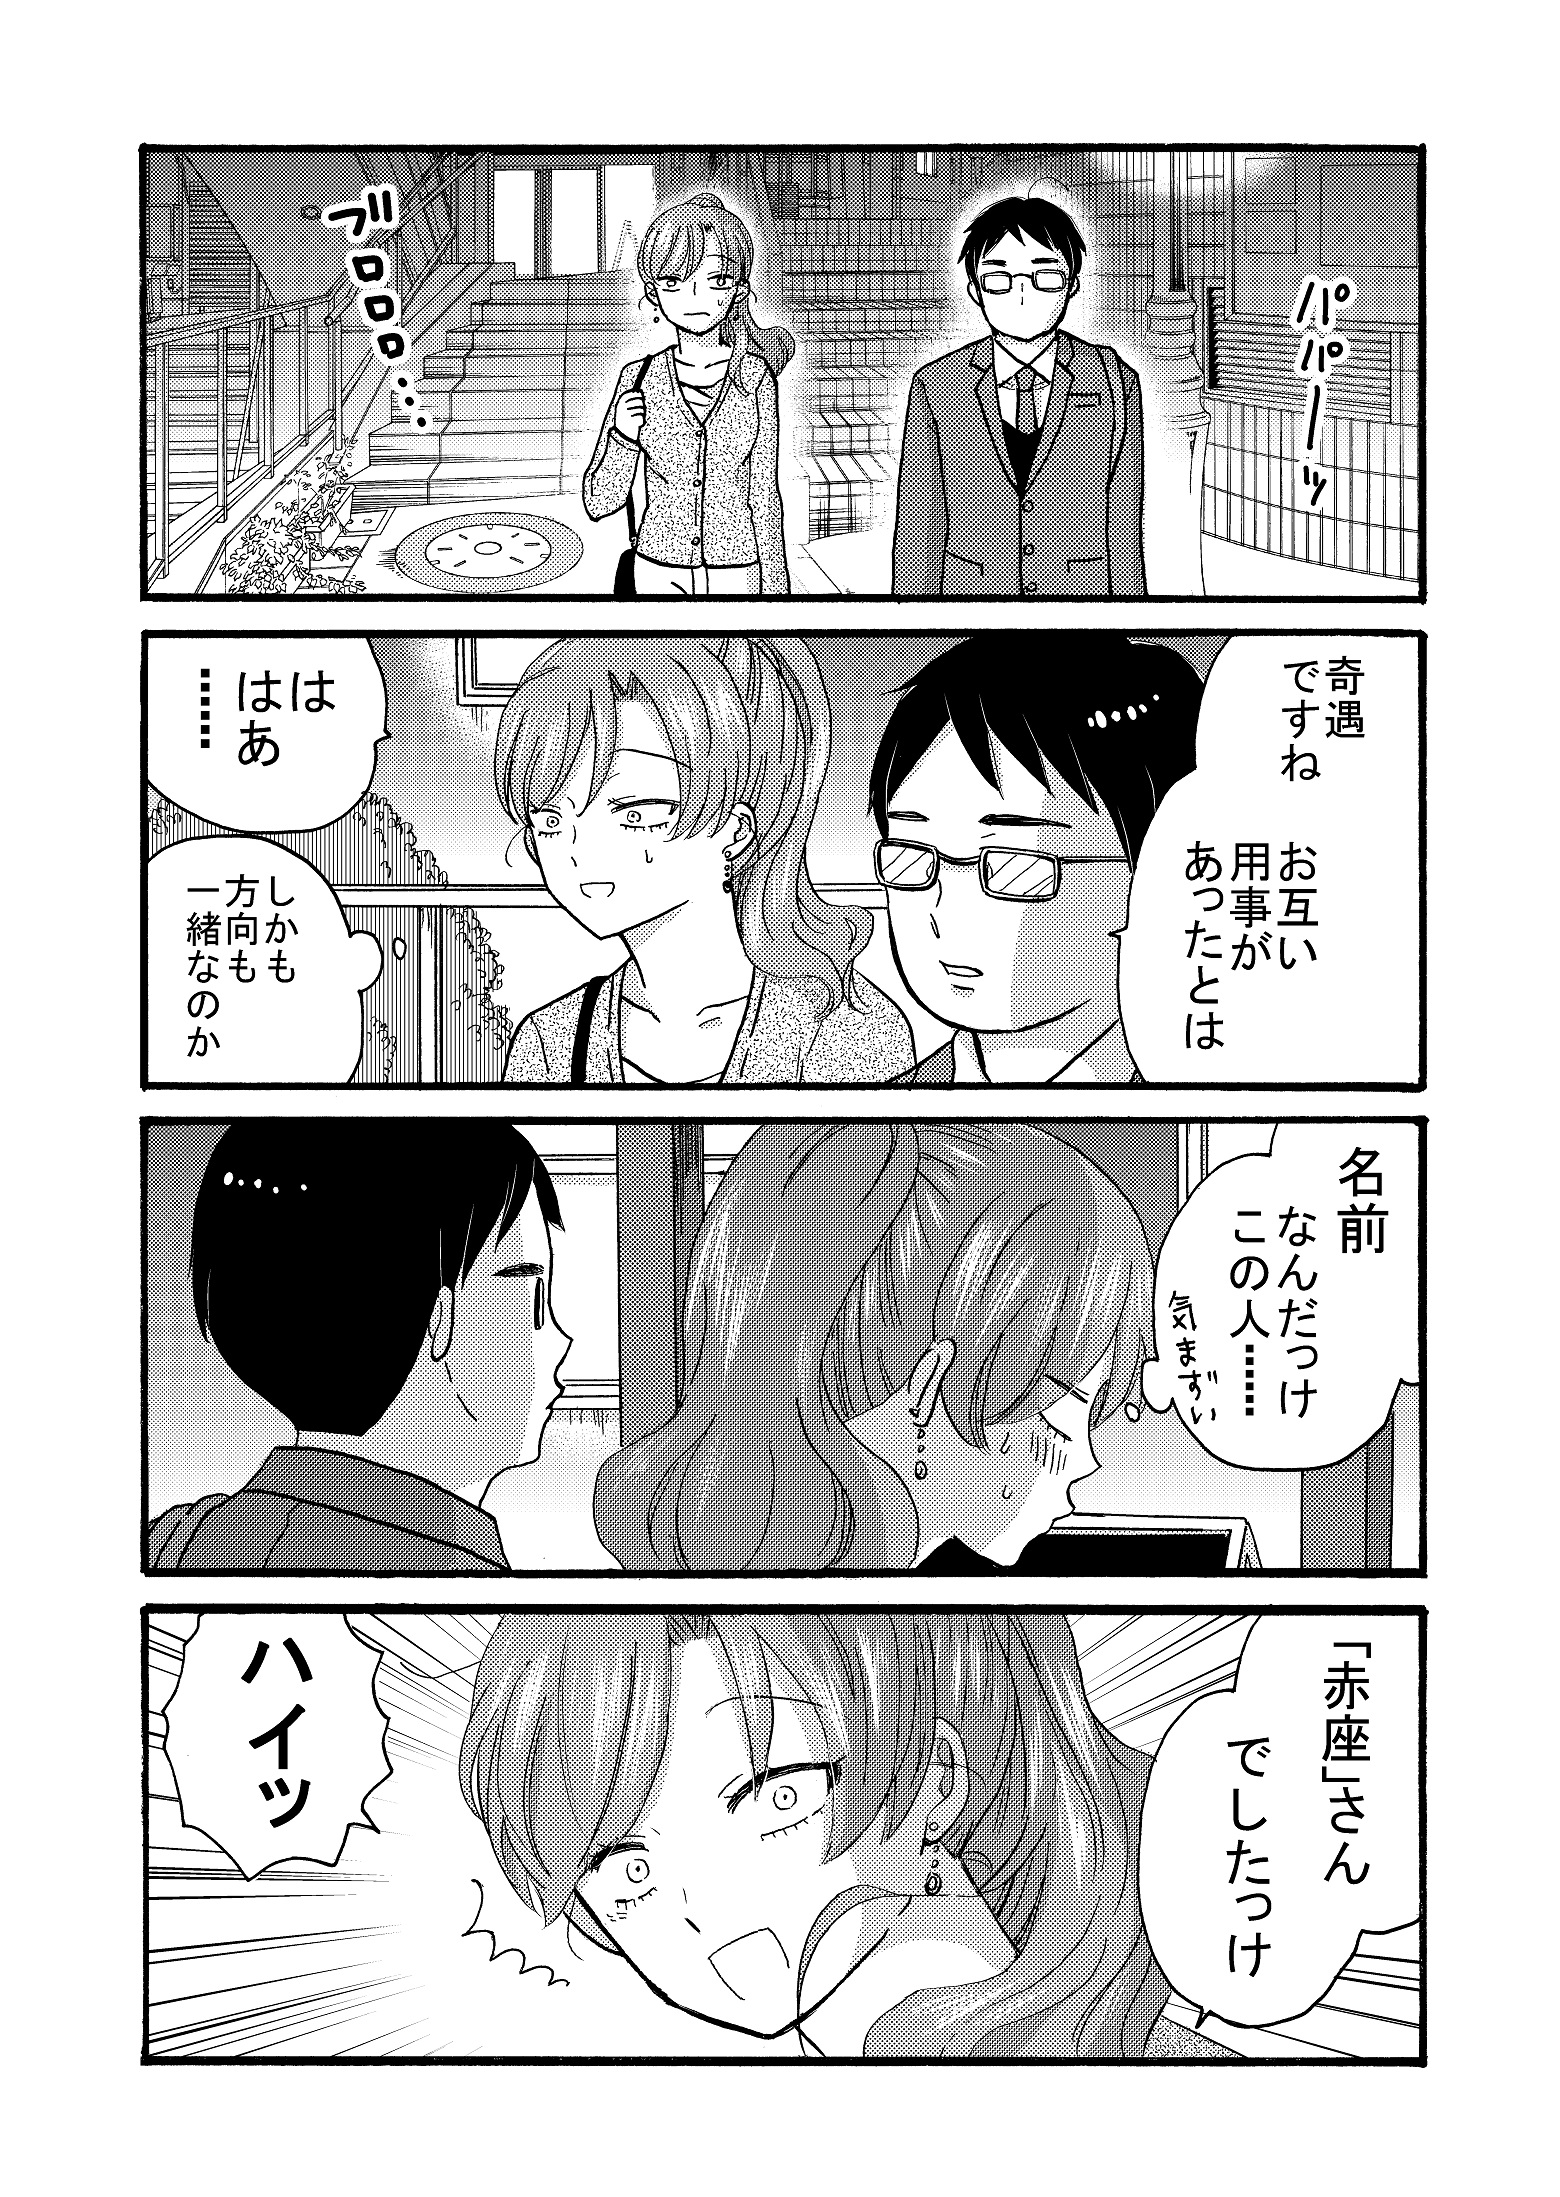 パパーッ
ブロロロ……
奇遇
ですね
お互い
用事が
あったとは
は
はあ
……
しかも
方向も
一緒なのか
名前
なんだっけ
この人……
気まずい
「赤座」さん
でしたっけ
ハイッ